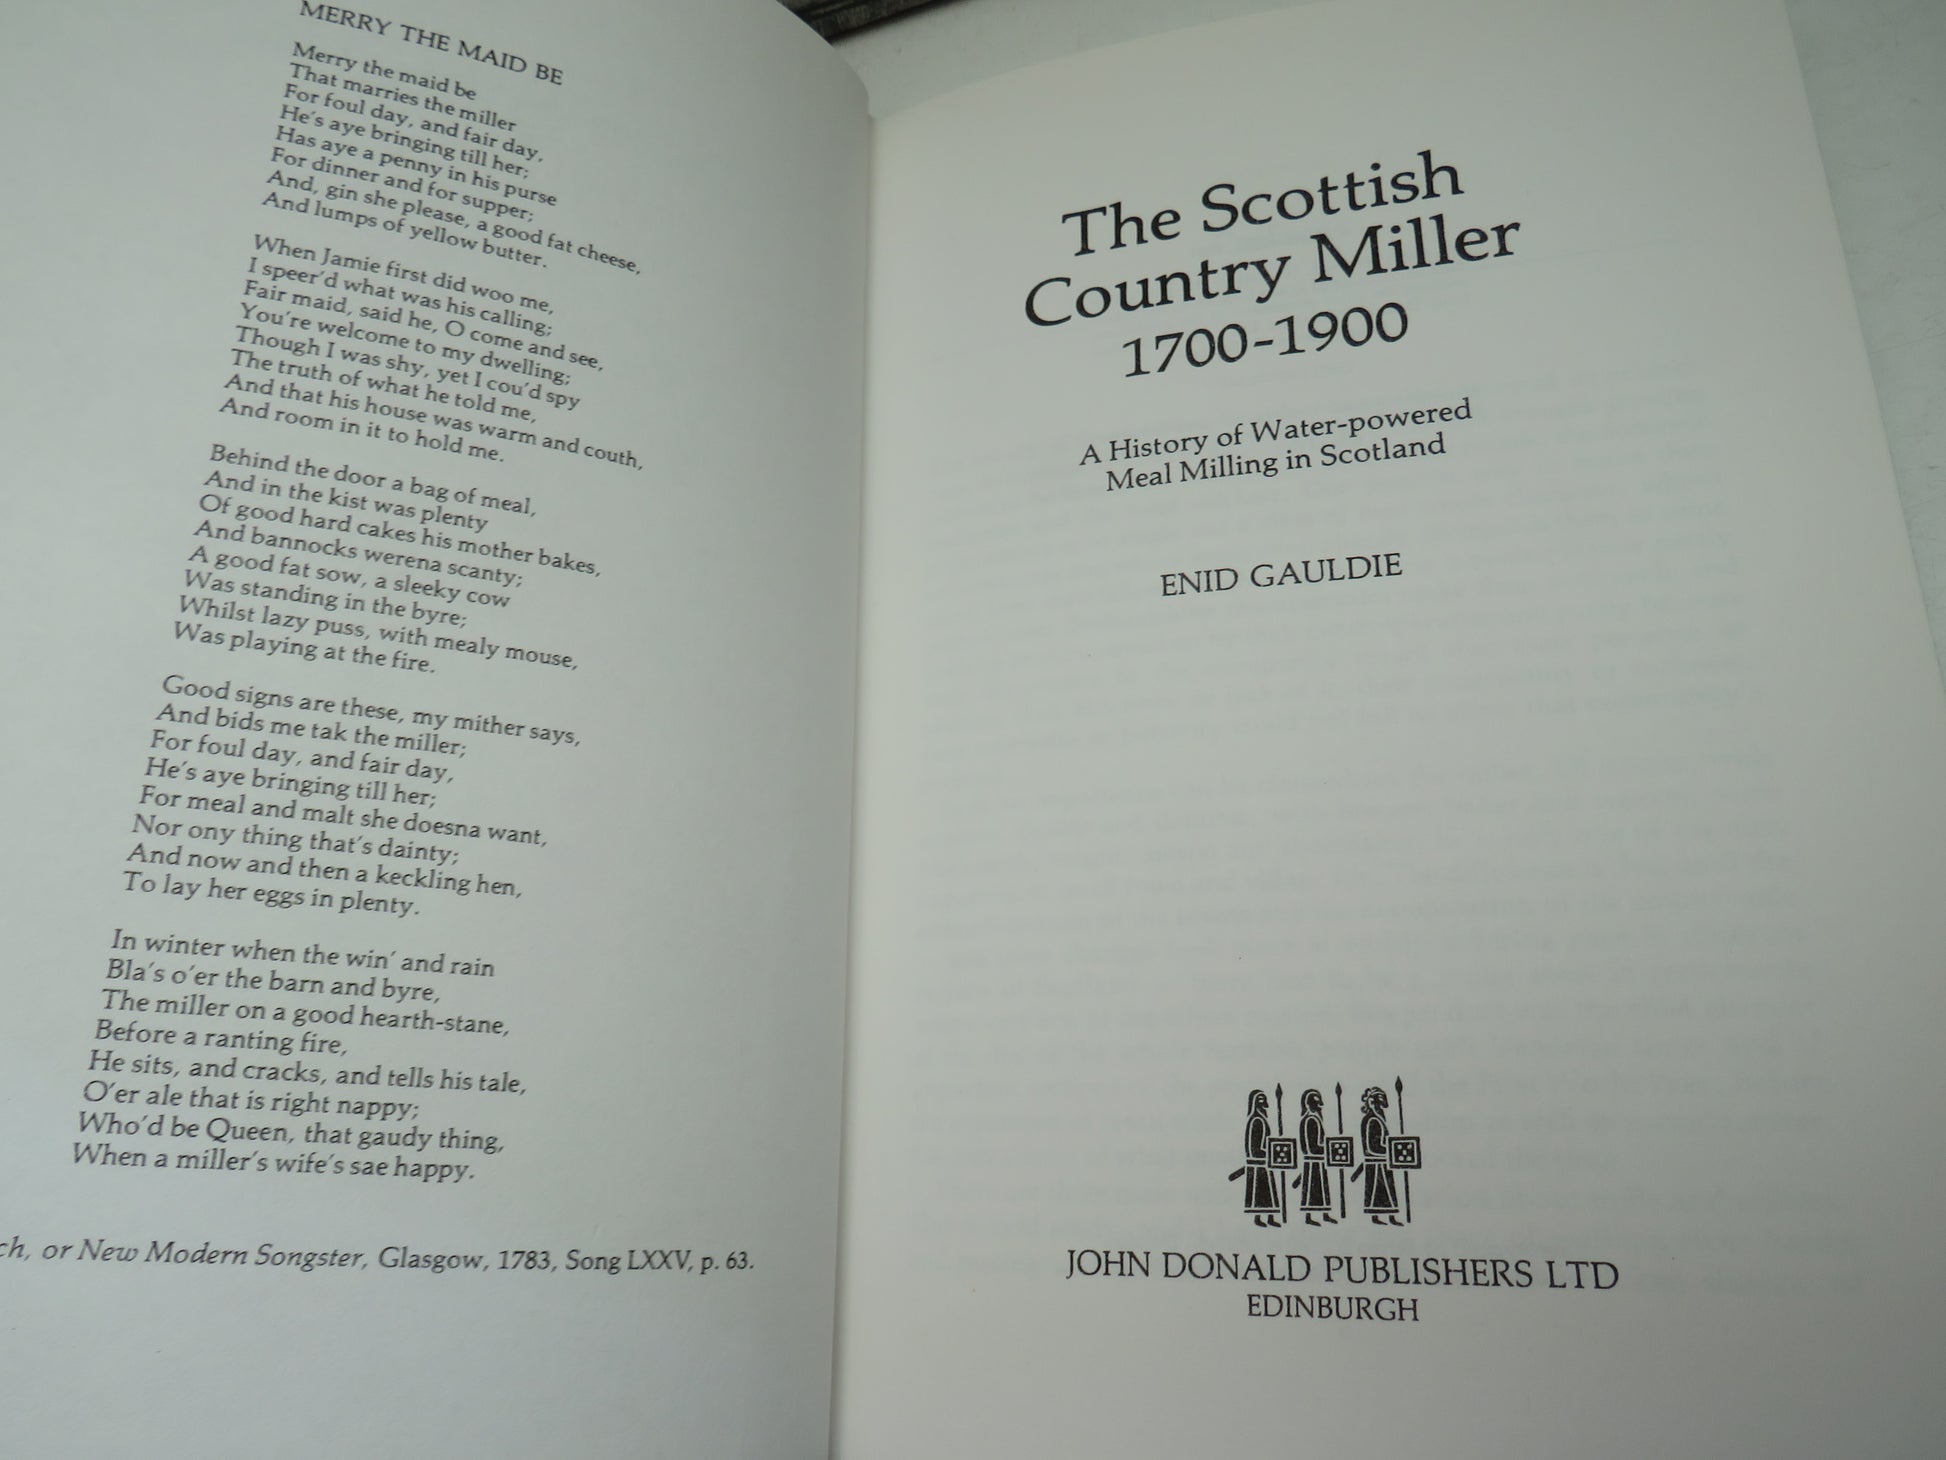 MERRY THE MAID BE
Merry the maid be
That marries the miller
For foul day, and fair day,
He's aye bringing till her;
Has aye a penny in his purse
For dinner and for supper;
And, gin she please, a good fat cheese,
And lumps of yellow butter.
When Jamie first did woo me,
I speer'd what was his calling;
Fair maid, said he, O come and see,
You're welcome to my dwelling;
Though I was shy, yet I cou'd spy
The truth of what he told me,
And that his house was warm and couth,
And room in it to hold me.
Behind the door a bag of meal,
And in the kist was plenty
Of good hard cakes his mother bakes,
And bannocks werena scanty;
A good fat sow, a sleeky cow
Was standing in the byre;
Whilst lazy puss, with mealy mouse,
Was playing at the fire.
Good signs are these, my mither says,
And bids me tak the miller;
For foul day, and fair day,
He's aye bringing till her;
For meal and malt she doesna want,
Nor ony thing that's dainty;
And now and then a keckling hen,
To lay her eggs in plenty.
In winter when the win' and rain
Bla's o'er the barn and byre,
The miller on a good hearth-stane,
Before a ranting fire,
He sits, and cracks, and tells his tale,
O'er ale that is right nappy;
Who'd be Queen, that gaudy thing,
When a miller's wife's sae happy.
ch, or New Modern Songster, Glasgow, 1783, Song LXXV, p. 63.
The Scottish
Country Miller
1700-1900
A History of Water-powered
Meal Milling in Scotland
ENID GAULDIE
JOHN DONALD PUBLISHERS LTD
EDINBURGH